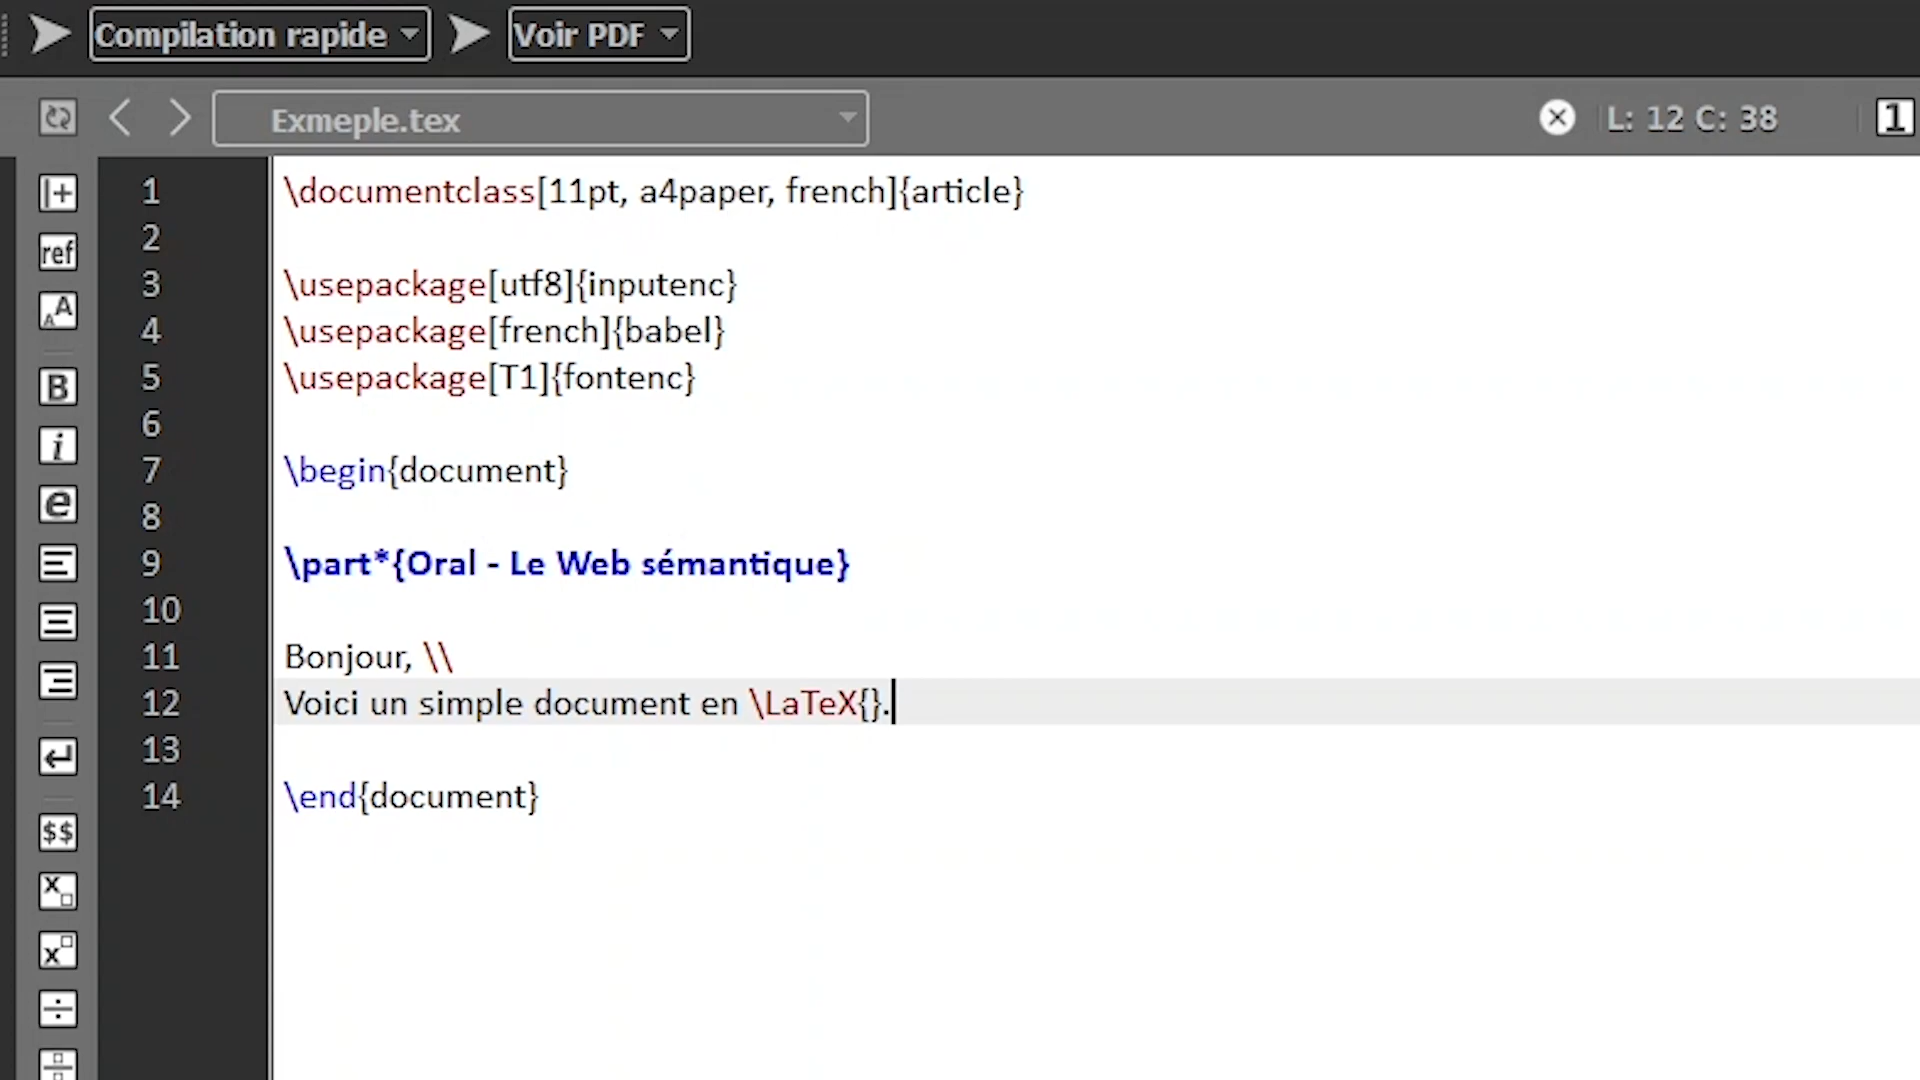 Compilation rapide Voir PDF
Exmeple.tex L: 12 C: 38 1
ref
1 \documentclass[11pt, a4paper, french]{article}
2
3 \usepackage[utf8]{inputenc}
4 \usepackage[french]{babel}
5 \usepackage[T1]{fontenc}
6
7 \begin{document}
8
9 \part*{Oral - Le Web sémantique}
10
11 Bonjour, \\
12 Voici un simple document en \LaTeX{}.
13
14 \end{document}